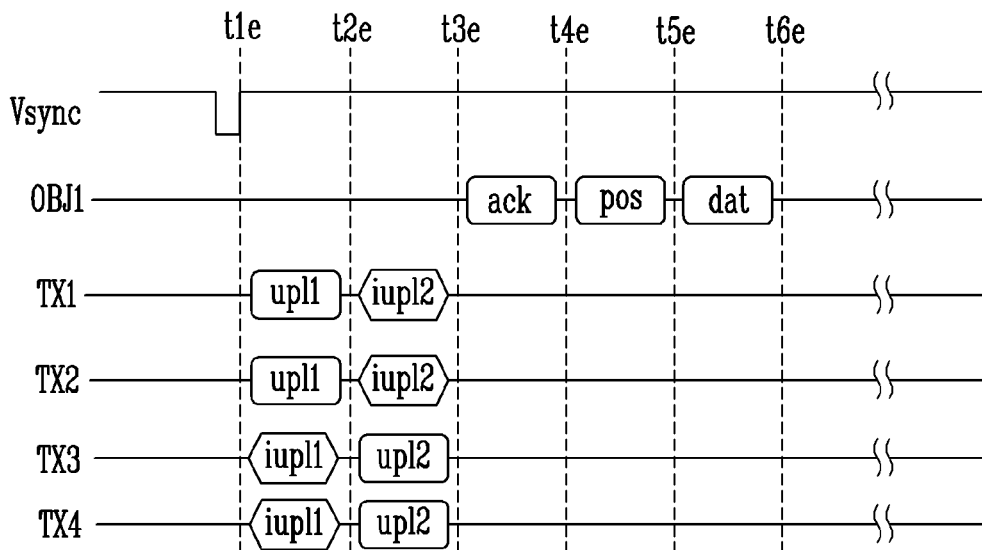 t1e t2e t3e t4e t5e t6e
Vsync
OBJ1 ack pos dat
TX1 upl1 iupl2
TX2 upl1 iupl2
TX3 iupl1 upl2
TX4 iupl1 upl2